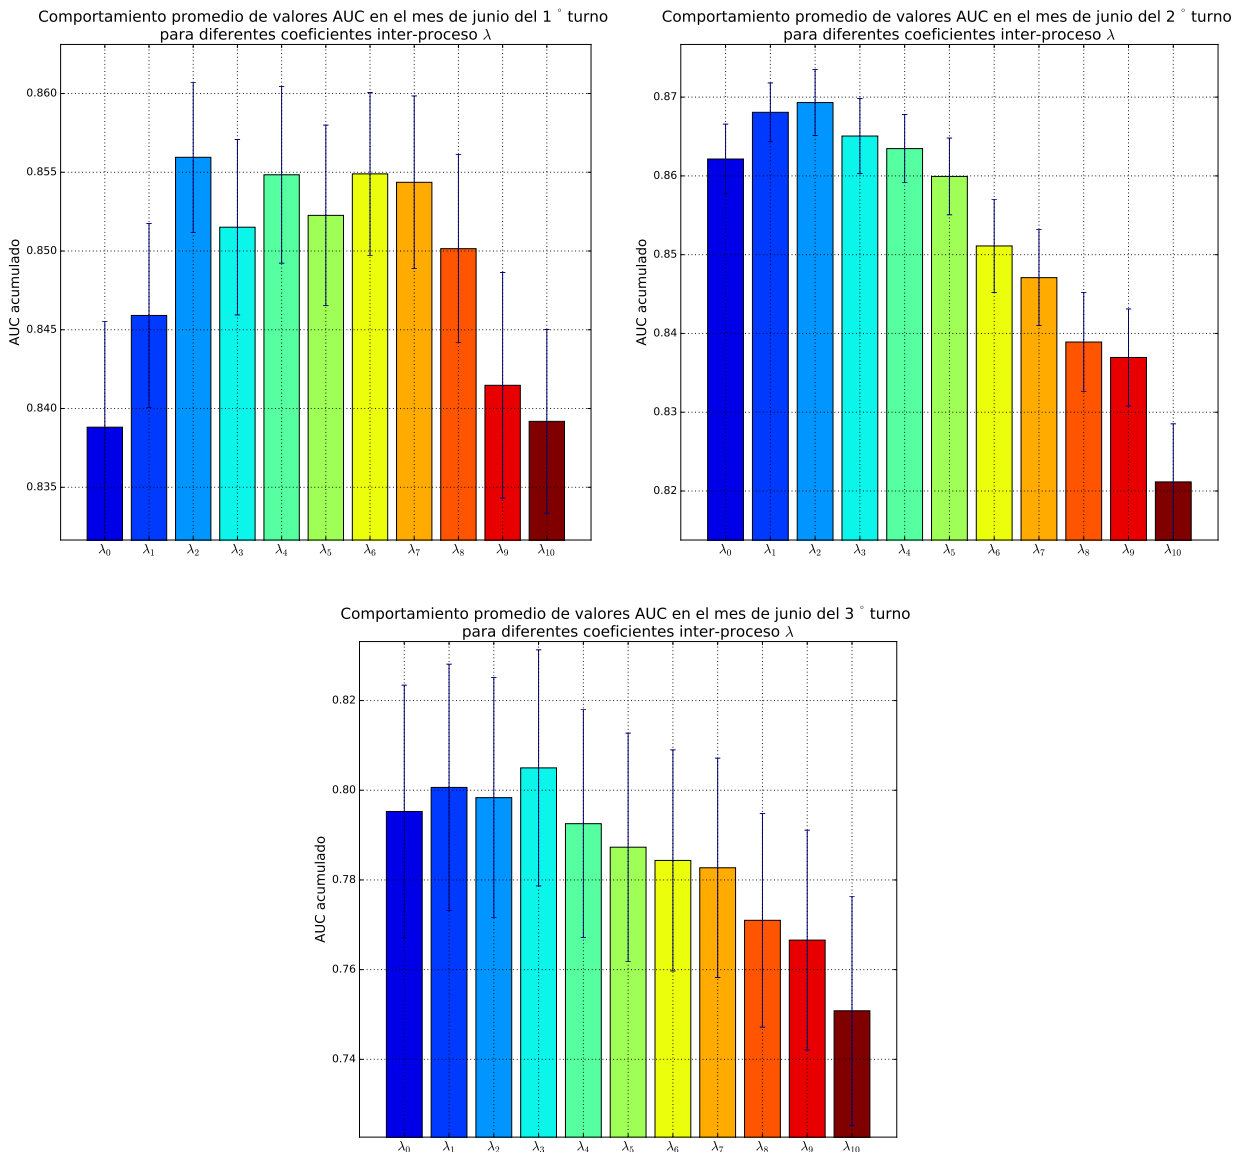 Comportamiento promedio de valores AUC en el mes de junio del 1 ° turno
para diferentes coeficientes inter-proceso λ
AUC acumulado
0.860
0.855
0.850
0.845
0.840
0.835
λ₀ λ₁ λ₂ λ₃ λ₄ λ₅ λ₆ λ₇ λ₈ λ₉ λ₁₀
Comportamiento promedio de valores AUC en el mes de junio del 2 ° turno
para diferentes coeficientes inter-proceso λ
AUC acumulado
0.87
0.86
0.85
0.84
0.83
0.82
λ₀ λ₁ λ₂ λ₃ λ₄ λ₅ λ₆ λ₇ λ₈ λ₉ λ₁₀
Comportamiento promedio de valores AUC en el mes de junio del 3 ° turno
para diferentes coeficientes inter-proceso λ
AUC acumulado
0.82
0.80
0.78
0.76
0.74
λ₀ λ₁ λ₂ λ₃ λ₄ λ₅ λ₆ λ₇ λ₈ λ₉ λ₁₀